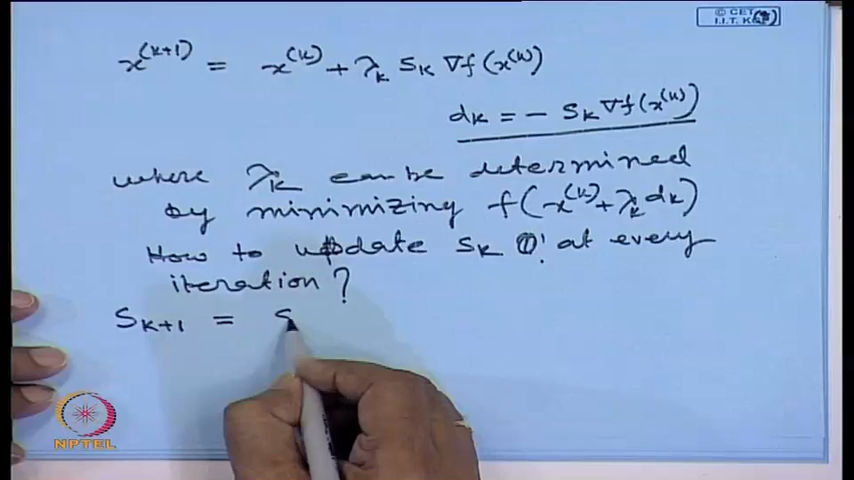 © CET
I.I.T. KGP
x^(k+1) = x^(k) + λ_k S_k ∇f(x^(k))
d_k = - S_k ∇f(x^(k))
where λ_k can be determined
by minimizing f(x^(k) + λ_k d_k)
How to update S_k at every
iteration?
S_k+1 = S
NPTEL